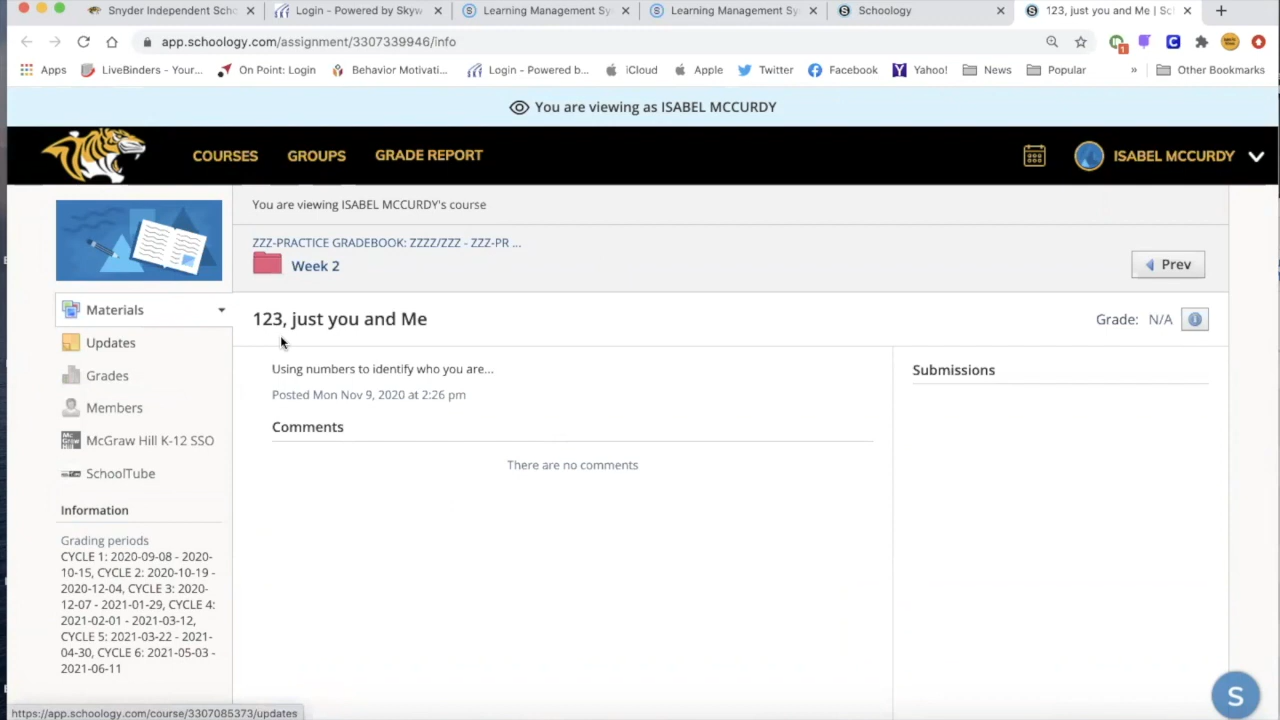 Snyder Independent Scho
Login - Powered by Skyw
Learning Management Sy
Learning Management Sy
Schoology
123, just you and Me | Scl
app.schoology.com/assignment/3307339946/info
1
Apps
LiveBinders - Your...
On Point: Login
Behavior Motivati...
Login - Powered b...
iCloud
Apple
Twitter
Facebook
Yahoo!
News
Popular
»
Other Bookmarks
You are viewing as ISABEL MCCURDY
COURSES
GROUPS
GRADE REPORT
ISABEL MCCURDY
You are viewing ISABEL MCCURDY's course
ZZZ-PRACTICE GRADEBOOK: ZZZZ/ZZZ - ZZZ-PR ...
Week 2
Prev
Materials
Updates
Grades
Members
Mc Graw Hill
McGraw Hill K-12 SSO
SchoolTube
Information
Grading periods
CYCLE 1: 2020-09-08 - 2020-
10-15, CYCLE 2: 2020-10-19 -
2020-12-04, CYCLE 3: 2020-
12-07 - 2021-01-29, CYCLE 4:
2021-02-01 - 2021-03-12,
CYCLE 5: 2021-03-22 - 2021-
04-30, CYCLE 6: 2021-05-03 -
2021-06-11
123, just you and Me
Grade: N/A
Using numbers to identify who you are...
Posted Mon Nov 9, 2020 at 2:26 pm
Comments
There are no comments
Submissions
S
https://app.schoology.com/course/3307085373/updates